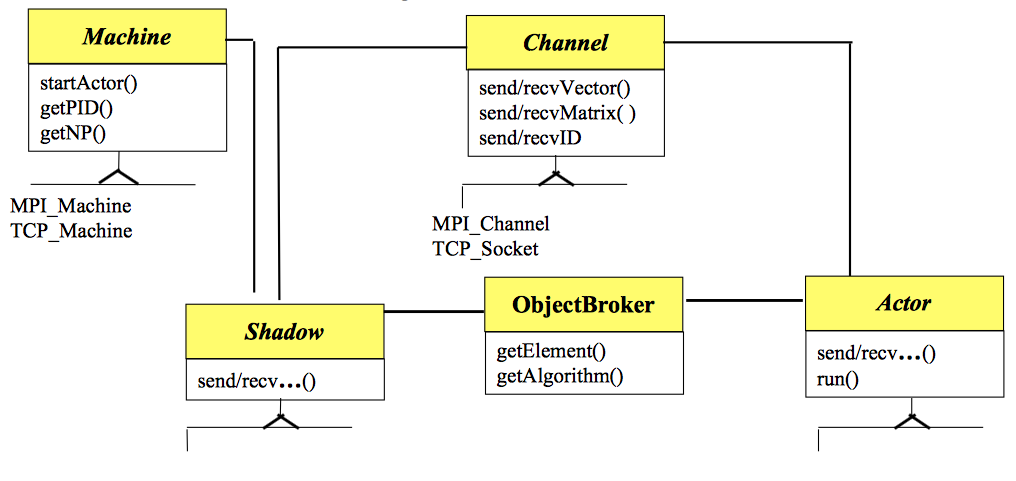 Machine
startActor()
getPID()
getNP()
MPI_Machine
TCP_Machine
Channel
send/recvVector()
send/recvMatrix( )
send/recvID
MPI_Channel
TCP_Socket
Shadow
send/recv...()
ObjectBroker
getElement()
getAlgorithm()
Actor
send/recv...()
run()